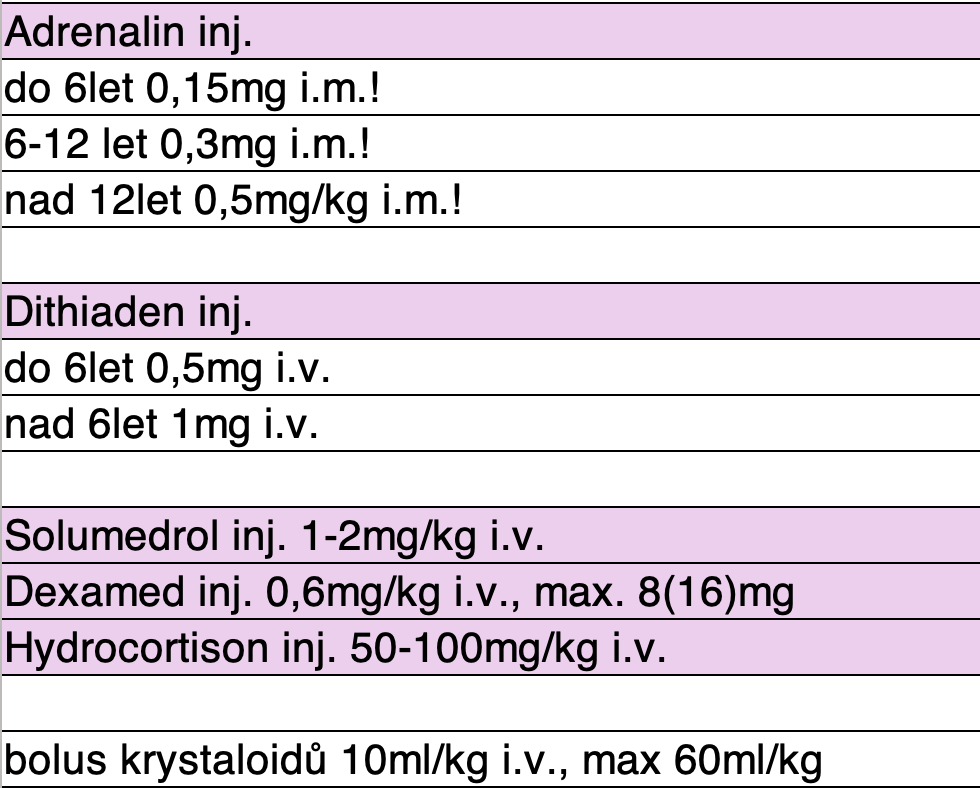 Adrenalin inj.
do 6let 0,15mg i.m.!
6-12 let 0,3mg i.m.!
nad 12let 0,5mg/kg i.m.!
Dithiaden inj.
do 6let 0,5mg i.v.
nad 6let 1mg i.v.
Solumedrol inj. 1-2mg/kg i.v.
Dexamed inj. 0,6mg/kg i.v., max. 8(16)mg
Hydrocortison inj. 50-100mg/kg i.v.
bolus krystaloidů 10ml/kg i.v., max 60ml/kg